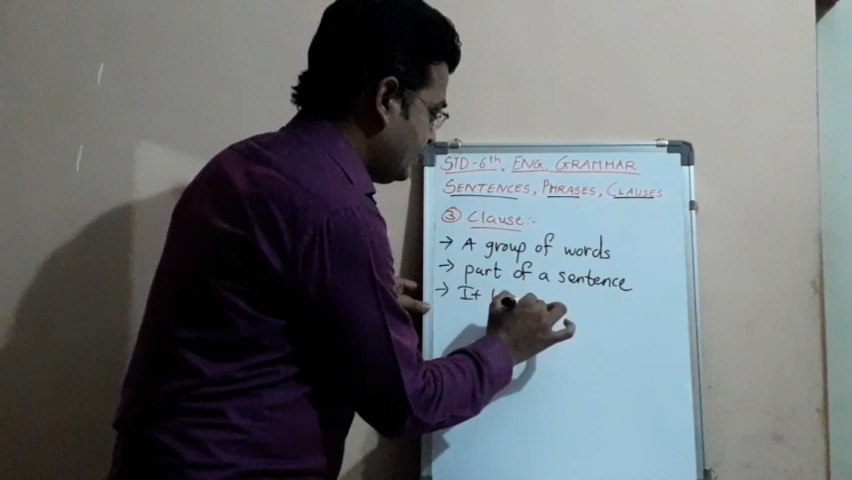 STD.-6th, ENG. GRAMMAR
SENTENCES, PHRASES, CLAUSES
③ Clause:-
→ A group of words
→ part of a sentence
→ It